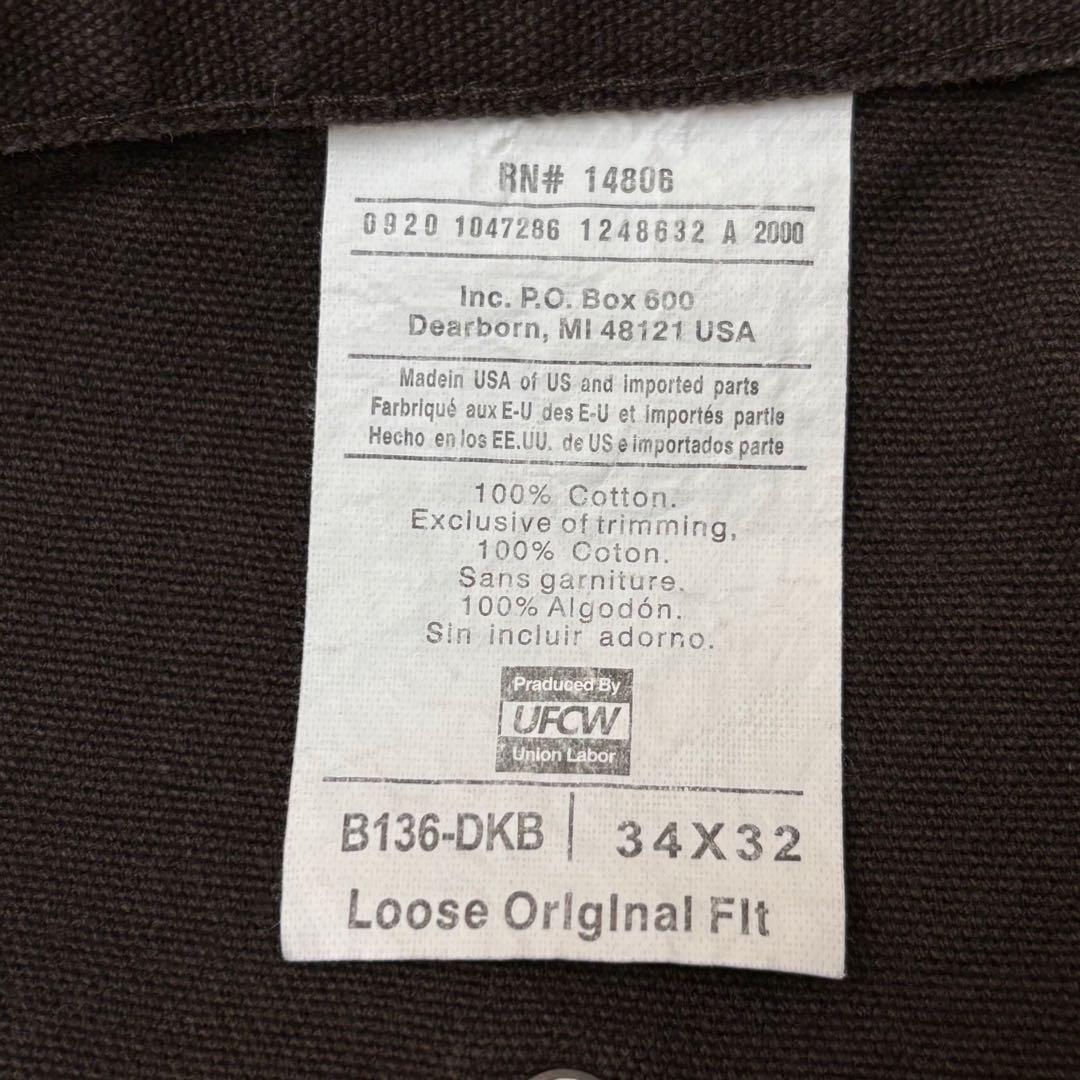 RN# 14806
0920 1047286 1248632 A 2000
Inc. P.O. Box 600
Dearborn, MI 48121 USA
Madein USA of US and imported parts
Farbriqué aux E-U des E-U et importés partie
Hecho en los EE.UU. de US e importados parte
100% Cotton.
Exclusive of trimming,
100% Coton.
Sans garniture.
100% Algodón.
Sin incluir adorno.
Praduced By
UFCW
Union Labor
B136-DKB | 34X32
Loose OrIgInal FIt